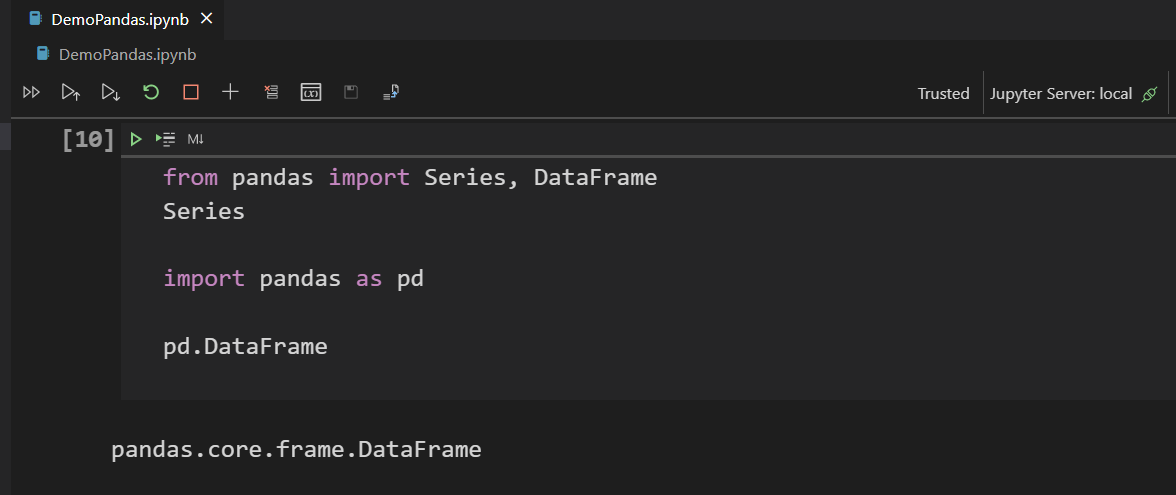 DemoPandas.ipynb
DemoPandas.ipynb
Trusted
Jupyter Server: local
[10]
M↓
from pandas import Series, DataFrame
Series
import pandas as pd
pd.DataFrame
pandas.core.frame.DataFrame